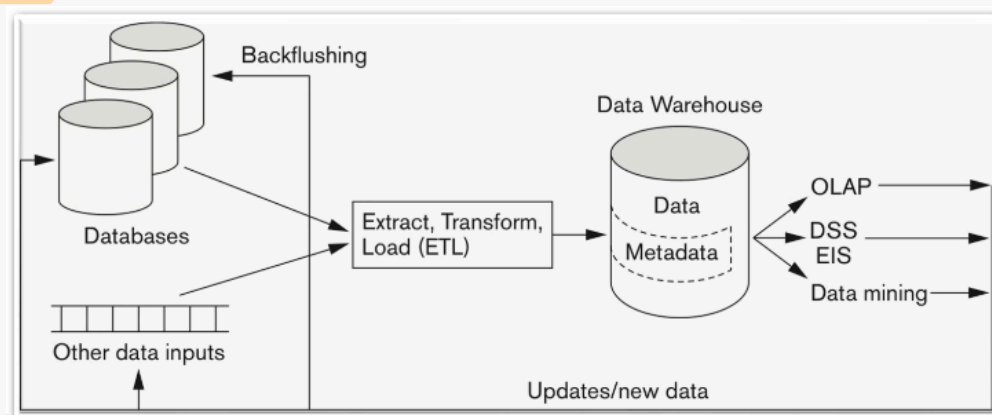 Backflushing
Data Warehouse
Databases
Extract, Transform,
Load (ETL)
Data
Metadata
OLAP
DSS
EIS
Data mining
Other data inputs
Updates/new data